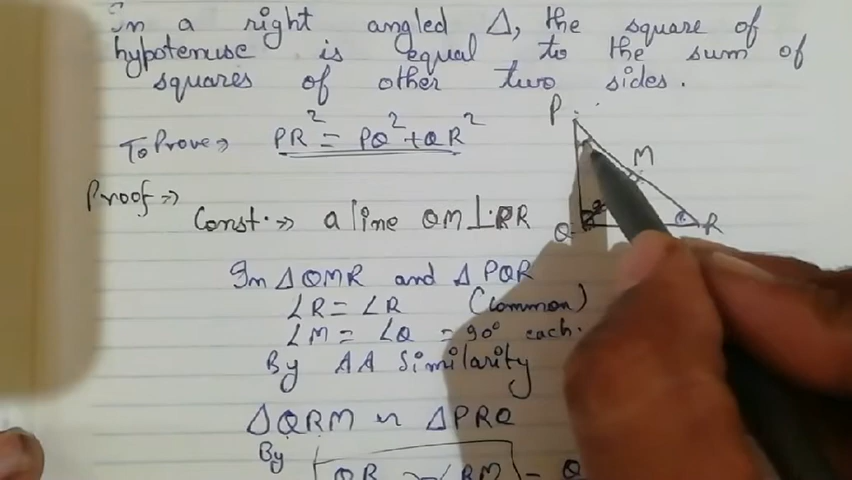 In a right angled Δ, the square of
hypotenuse is equal to the sum of
squares of other two sides.
To Prove ⇒ PR² = PQ² + QR²
P
M
Q
R
Proof ⇒
Const. ⇒ a line QM ⊥ PR
In ΔQMR and ΔPQR
∠R = ∠R (Common)
∠M = ∠Q = 90° each.
By AA Similarity
ΔQRM ~ ΔPRQ
By
QR RM =